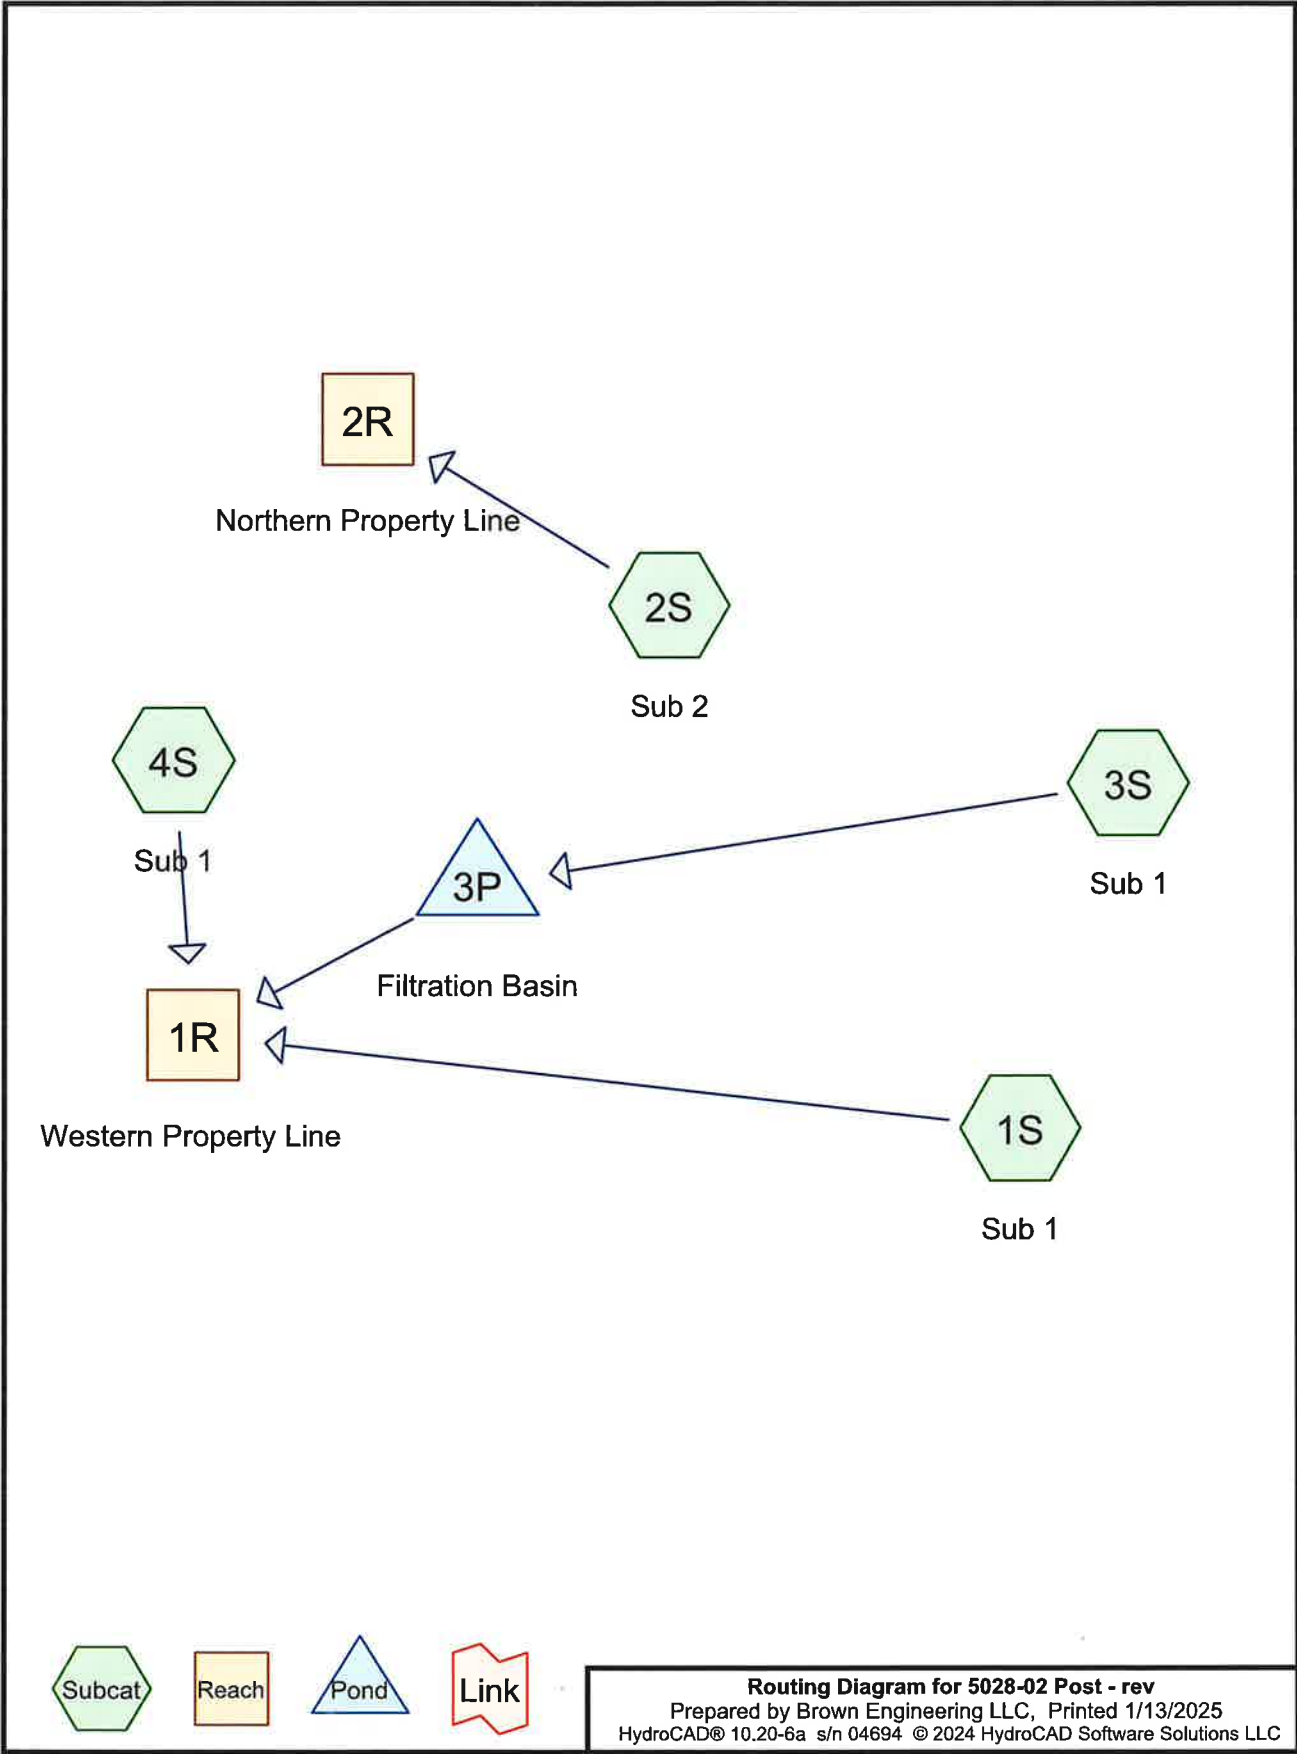 2R
Northern Property Line
2S
Sub 2
4S
Sub 1
3S
Sub 1
3P
Filtration Basin
1R
Western Property Line
1S
Sub 1
Subcat
Reach
Pond
Link
Routing Diagram for 5028-02 Post - rev
Prepared by Brown Engineering LLC, Printed 1/13/2025
HydroCAD® 10.20-6a s/n 04694 © 2024 HydroCAD Software Solutions LLC